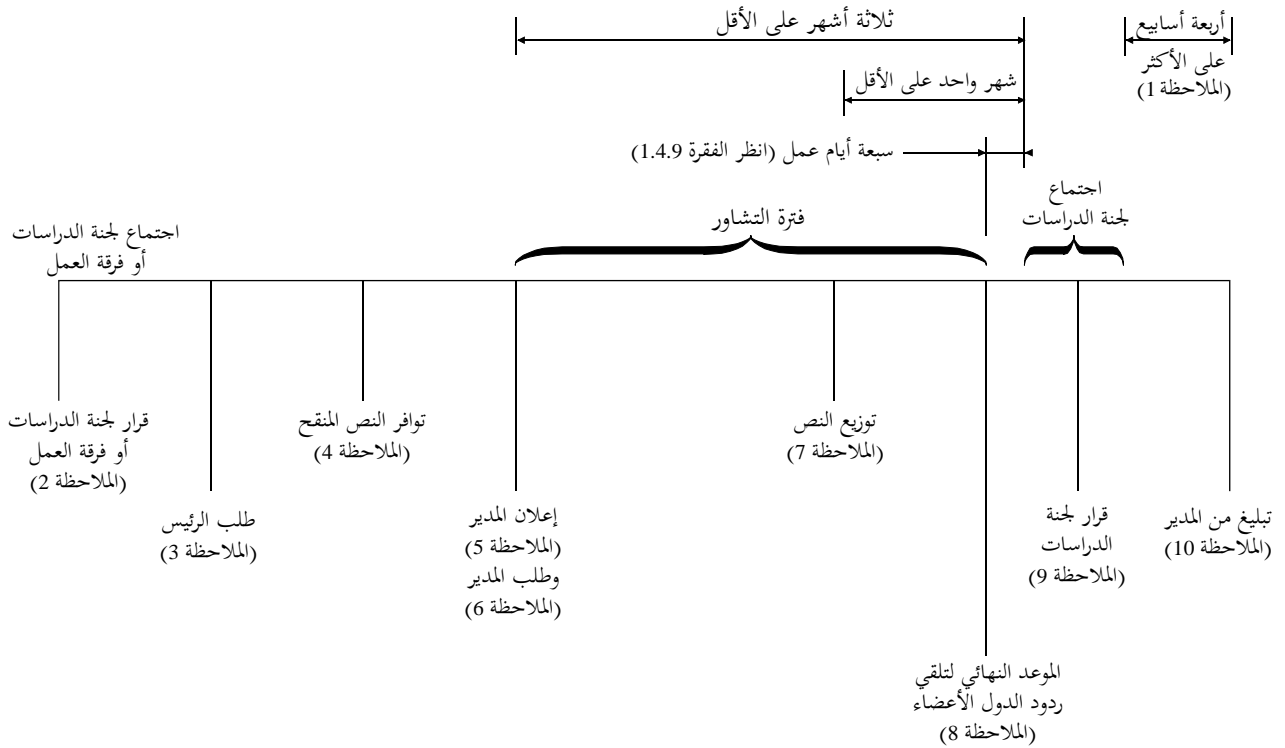 ثلاثة أشهر على الأقل
أربعة أسابيع
على الأكثر
(الملاحظة 1)
شهر واحد على الأقل
سبعة أيام عمل (انظر الفقرة 1.4.9)
اجتماع
لجنة الدراسات
فترة التشاور
اجتماع لجنة الدراسات
أو فرقة العمل
قرار لجنة الدراسات
أو فرقة العمل
(الملاحظة 2)
طلب الرئيس
(الملاحظة 3)
توافر النص المنقح
(الملاحظة 4)
إعلان المدير
(الملاحظة 5)
وطلب المدير
(الملاحظة 6)
توزيع النص
(الملاحظة 7)
الموعد النهائي لتلقي
ردود الدول الأعضاء
(الملاحظة 8)
قرار لجنة
الدراسات
(الملاحظة 9)
تبليغ من المدير
(الملاحظة 10)